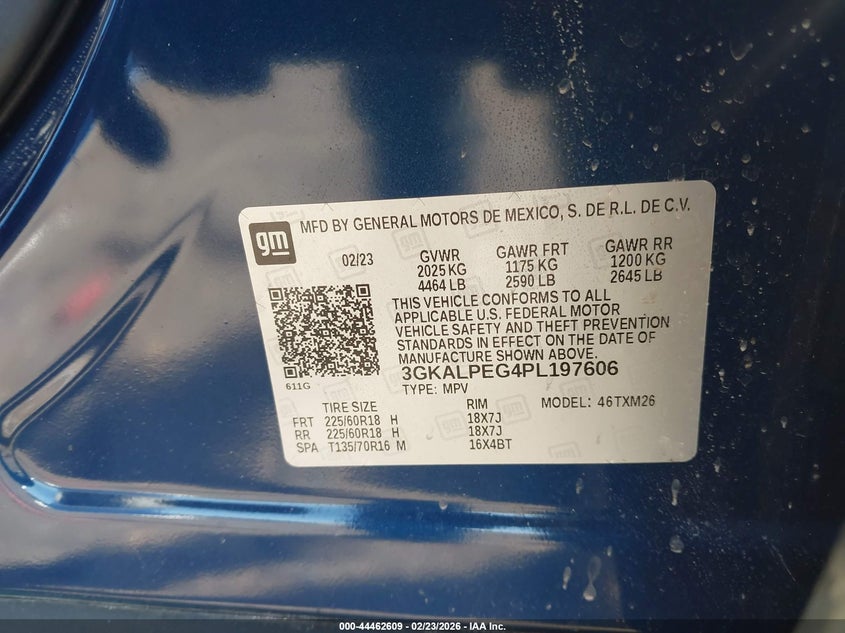 gm
MFD BY GENERAL MOTORS DE MEXICO, S. DE R.L. DE C.V.
02/23 GVWR GAWR FRT GAWR RR
2025 KG 1175 KG 1200 KG
4464 LB 2590 LB 2645 LB
THIS VEHICLE CONFORMS TO ALL
APPLICABLE U.S. FEDERAL MOTOR
VEHICLE SAFETY AND THEFT PREVENTION
STANDARDS IN EFFECT ON THE DATE OF
MANUFACTURE SHOWN ABOVE.
3GKALPEG4PL197606
611G
TYPE: MPV
TIRE SIZE RIM MODEL: 46TXM26
FRT 225/60R18 H 18X7J
RR 225/60R18 H 18X7J
SPA T135/70R16 M 16X4BT
000-44462609 - 02/23/2026 - IAA Inc.